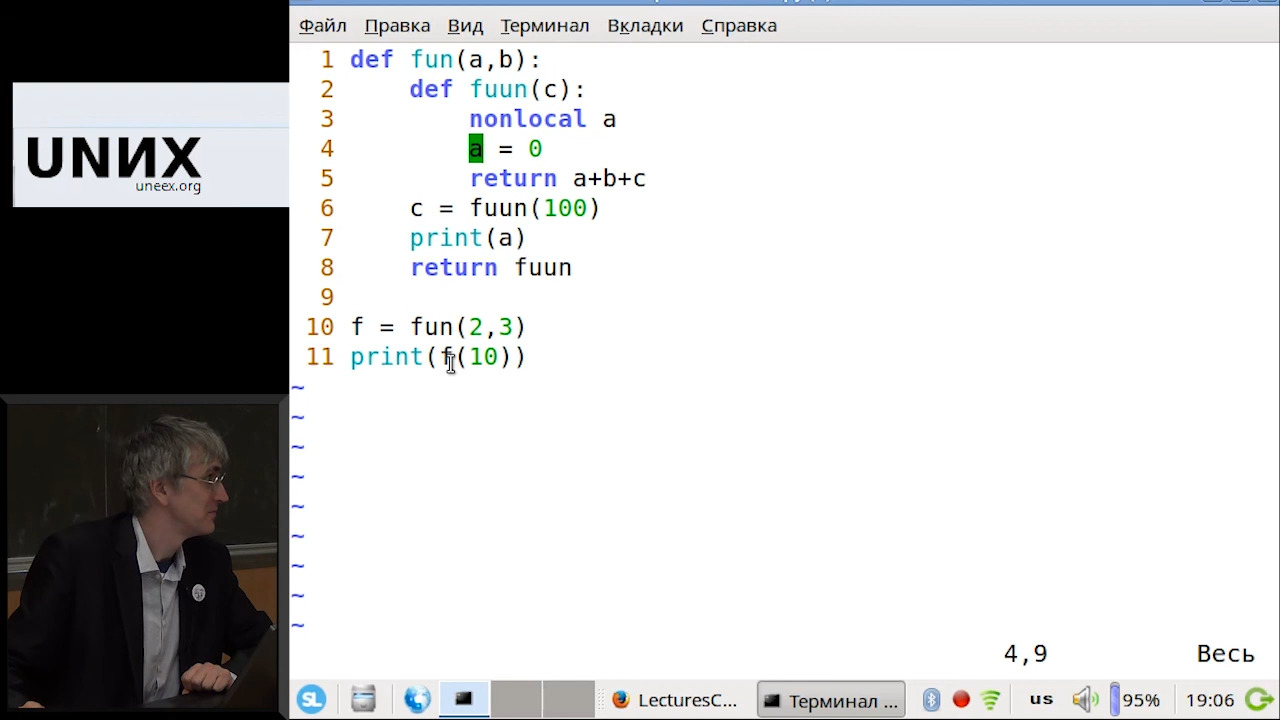 Файл Правка Вид Терминал Вкладки Справка
UNИX
uneex.org
1 def fun(a,b):
2     def fuun(c):
3         nonlocal a
4         a = 0
5         return a+b+c
6     c = fuun(100)
7     print(a)
8     return fuun
9
10 f = fun(2,3)
11 print(f(10))
~
~
~
~
~
~
~
~
~
4,9 Весь
SL LecturesC... Терминал ... us 95% 19:06